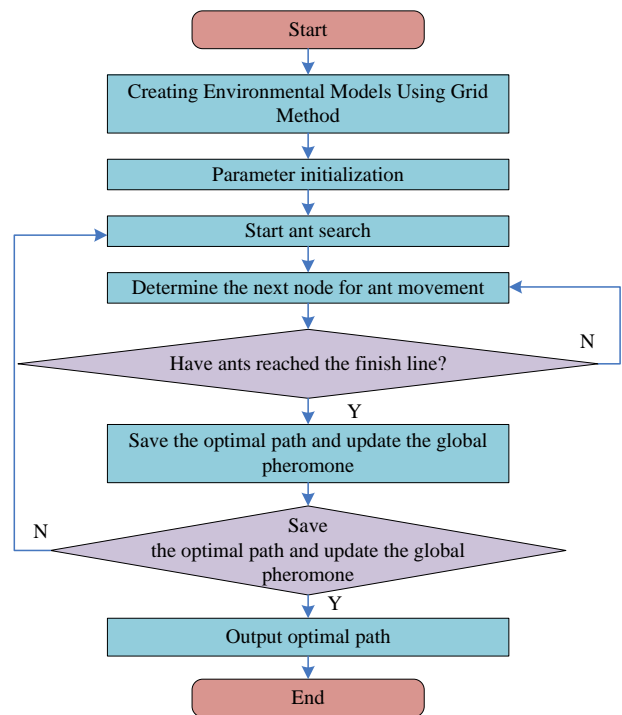 Start
Creating Environmental Models Using Grid
Method
Parameter initialization
Start ant search
Determine the next node for ant movement
Have ants reached the finish line?
N
Y
Save the optimal path and update the global
pheromone
Save
the optimal path and update the global
pheromone
N
Y
Output optimal path
End